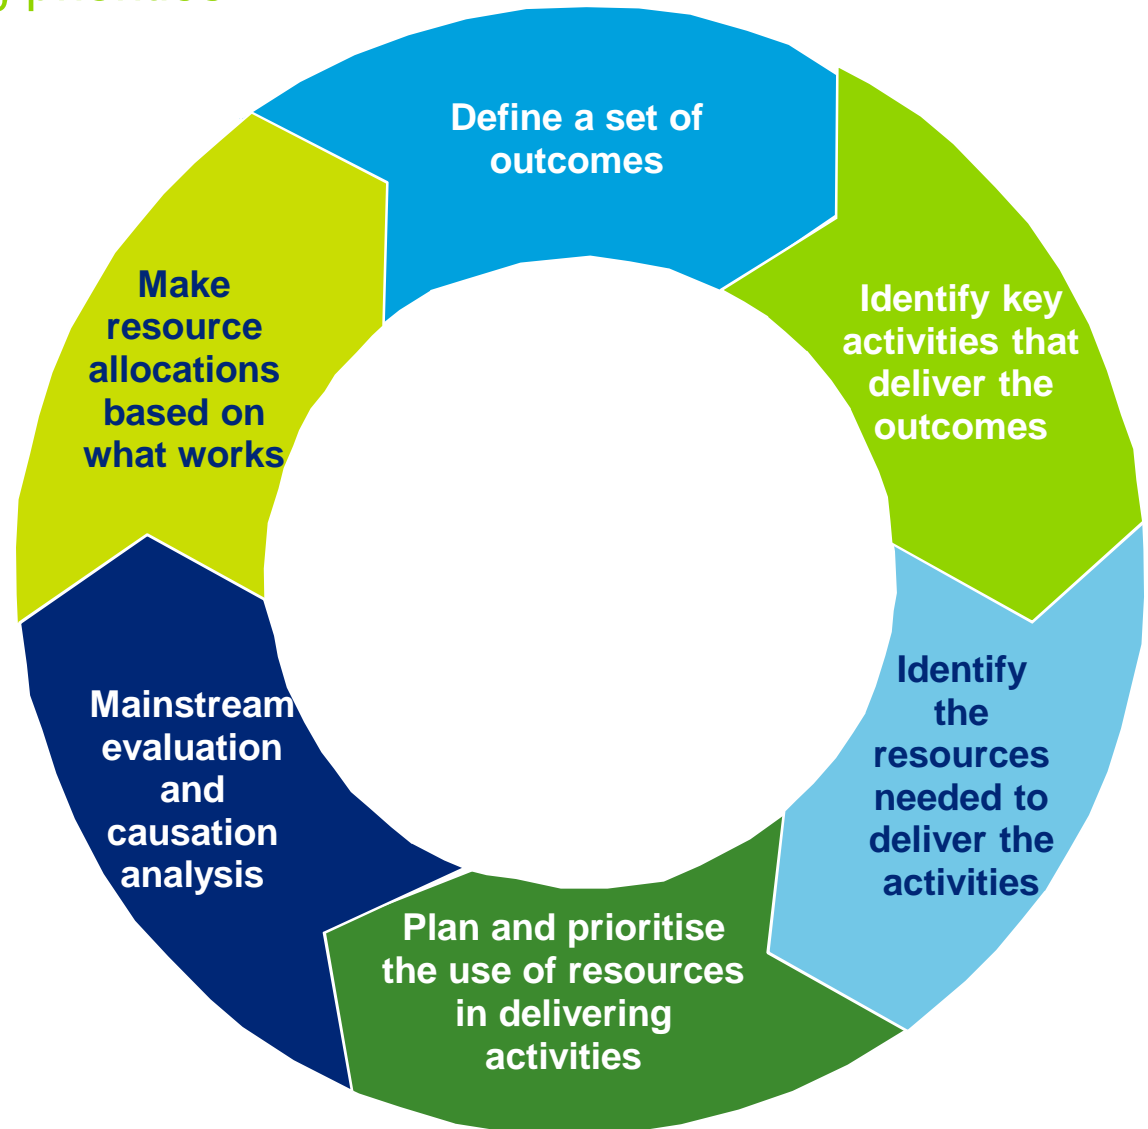 priorities
Define a set of
outcomes
Identify key
activities that
deliver the
outcomes
Identify
the
resources
needed to
deliver the
activities
Plan and prioritise
the use of resources
in delivering
activities
Mainstream
evaluation
and
causation
analysis
Make
resource
allocations
based on
what works